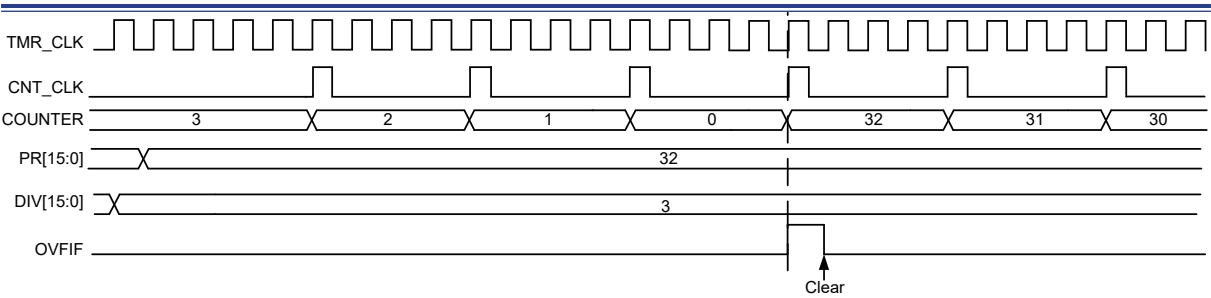 TMR_CLK
CNT_CLK
COUNTER 3 2 1 0 32 31 30
PR[15:0] 32
DIV[15:0] 3
OVFIF
Clear